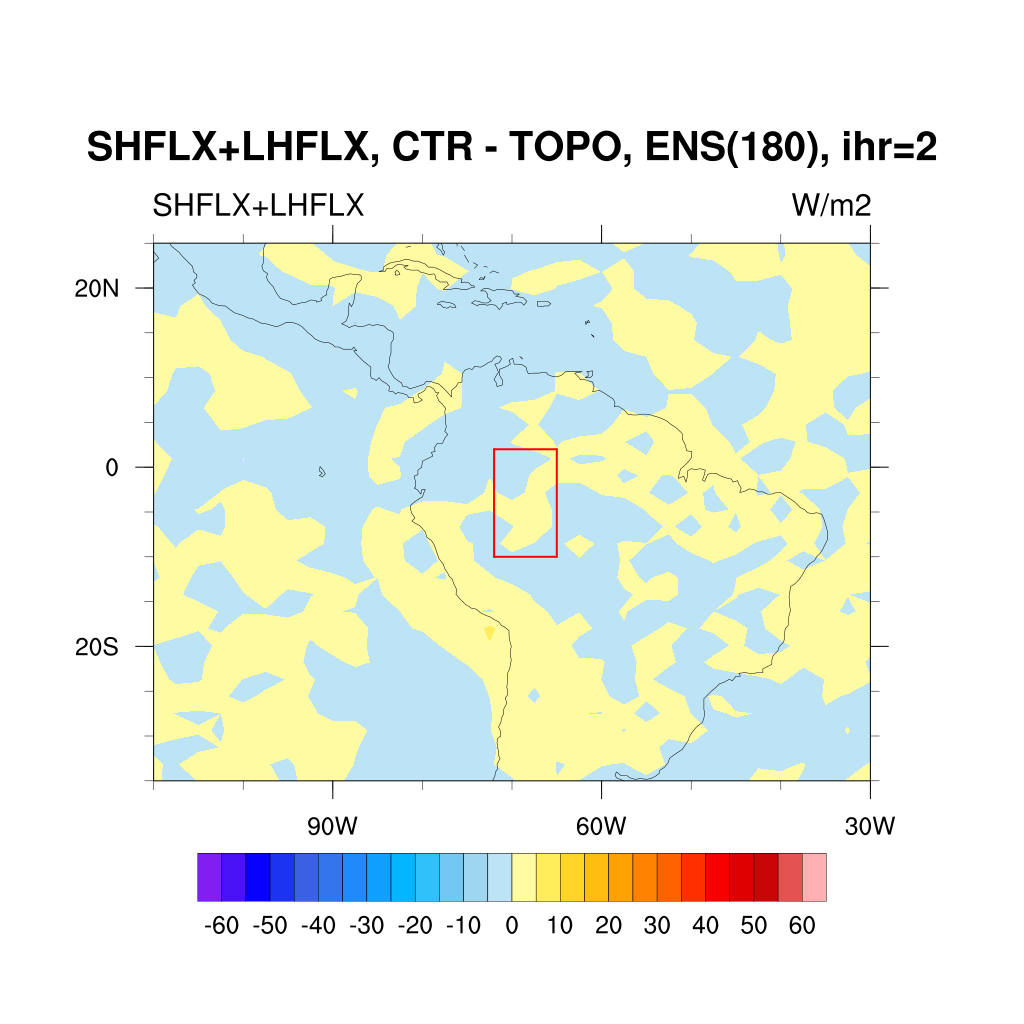 SHFLX+LHFLX, CTR - TOPO, ENS(180), ihr=2
SHFLX+LHFLX W/m2
20N
0
20S
90W 60W 30W
-60 -50 -40 -30 -20 -10 0 10 20 30 40 50 60